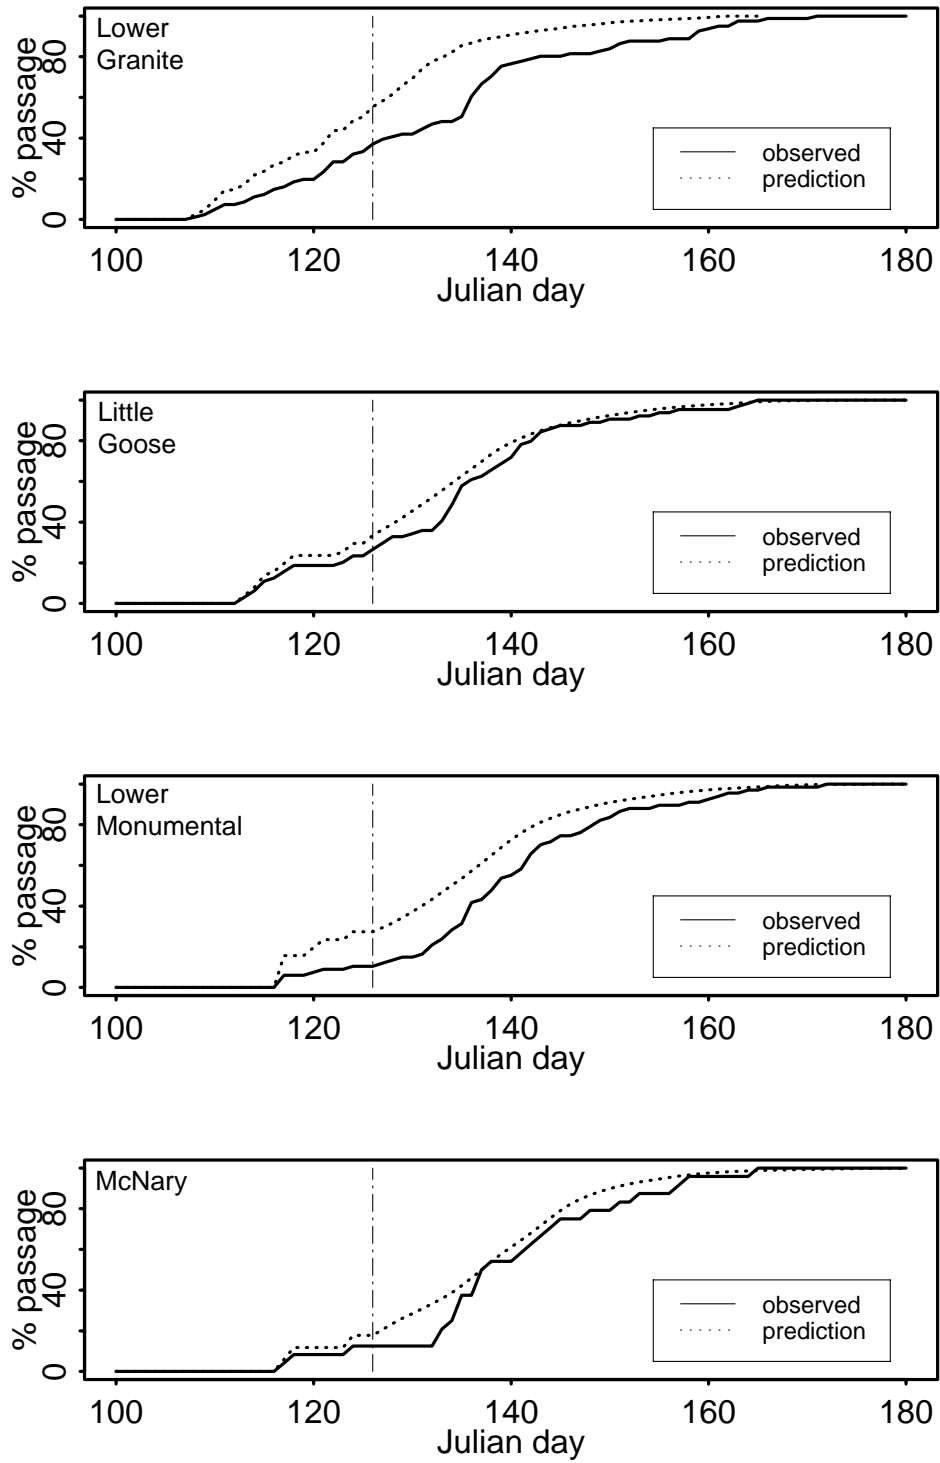 Lower
Granite
% passage
0 40 80
observed
prediction
100 120 140 160 180
Julian day
Little
Goose
% passage
0 40 80
observed
prediction
100 120 140 160 180
Julian day
Lower
Monumental
% passage
0 40 80
observed
prediction
100 120 140 160 180
Julian day
McNary
% passage
0 40 80
observed
prediction
100 120 140 160 180
Julian day